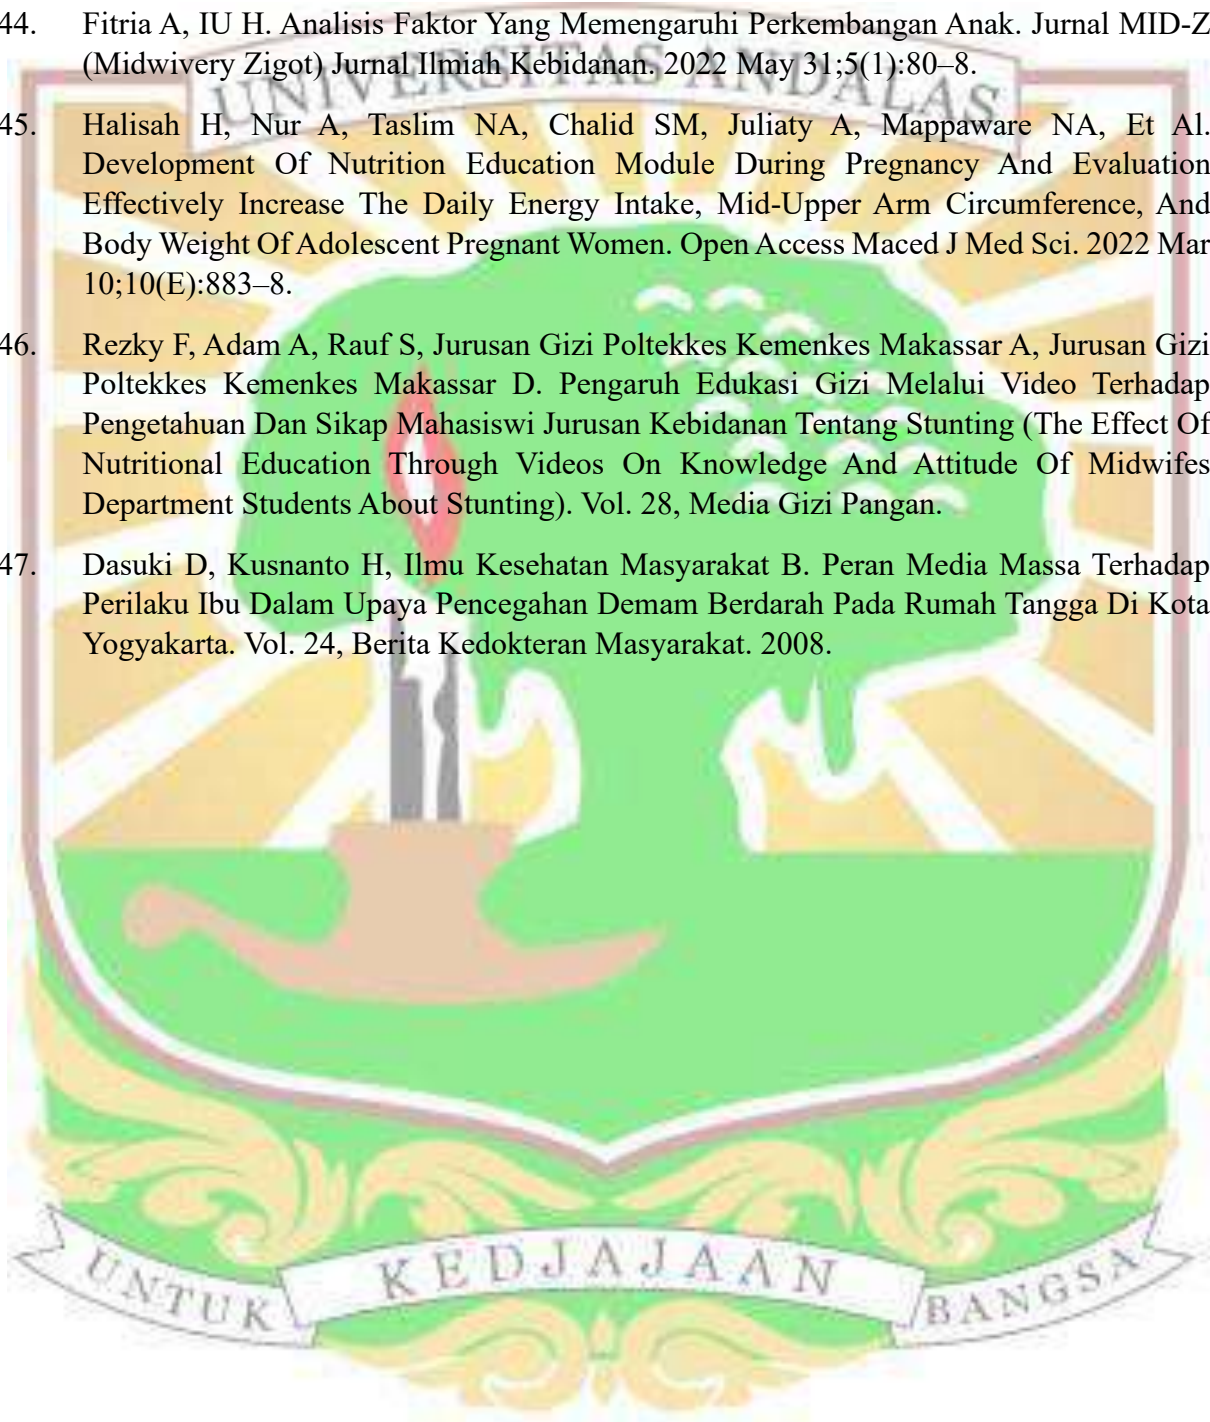 44. Fitria A, IU H. Analisis Faktor Yang Memengaruhi Perkembangan Anak. Jurnal MID-Z
(Midwivery Zigot) Jurnal Ilmiah Kebidanan. 2022 May 31;5(1):80–8.
UNIVERSITAS ANDALAS
45. Halisah H, Nur A, Taslim NA, Chalid SM, Juliaty A, Mappaware NA, Et Al.
Development Of Nutrition Education Module During Pregnancy And Evaluation
Effectively Increase The Daily Energy Intake, Mid-Upper Arm Circumference, And
Body Weight Of Adolescent Pregnant Women. Open Access Maced J Med Sci. 2022 Mar
10;10(E):883–8.
46. Rezky F, Adam A, Rauf S, Jurusan Gizi Poltekkes Kemenkes Makassar A, Jurusan Gizi
Poltekkes Kemenkes Makassar D. Pengaruh Edukasi Gizi Melalui Video Terhadap
Pengetahuan Dan Sikap Mahasiswi Jurusan Kebidanan Tentang Stunting (The Effect Of
Nutritional Education Through Videos On Knowledge And Attitude Of Midwifes
Department Students About Stunting). Vol. 28, Media Gizi Pangan.
47. Dasuki D, Kusnanto H, Ilmu Kesehatan Masyarakat B. Peran Media Massa Terhadap
Perilaku Ibu Dalam Upaya Pencegahan Demam Berdarah Pada Rumah Tangga Di Kota
Yogyakarta. Vol. 24, Berita Kedokteran Masyarakat. 2008.
UNTUK KEDJAJAAN BANGSA